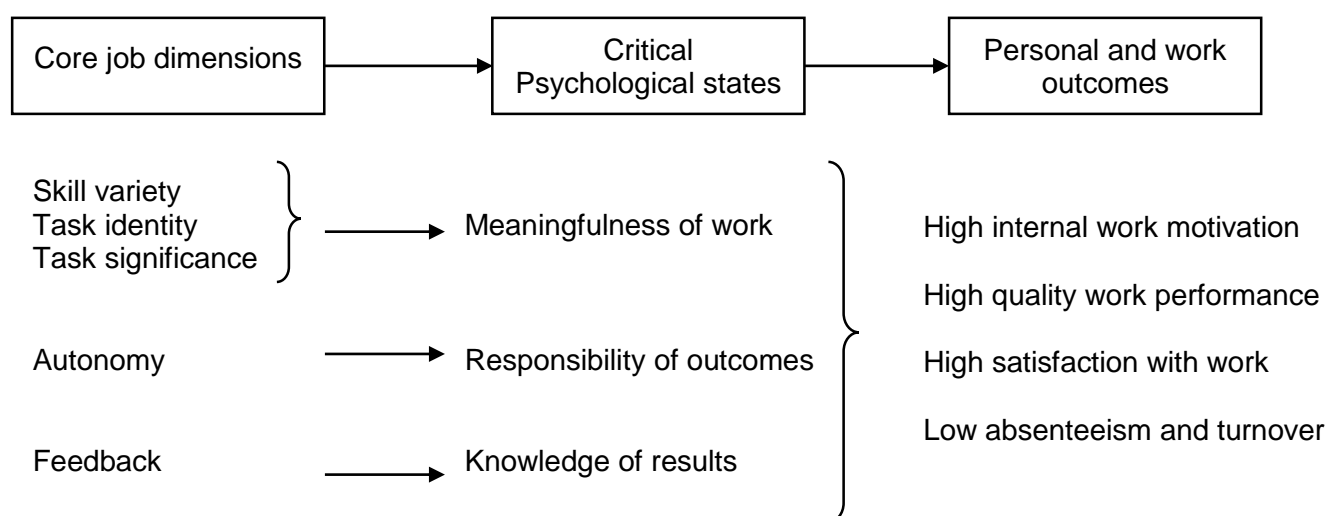 Core job dimensions
Critical
Psychological states
Personal and work
outcomes
Skill variety
Task identity
Task significance
Meaningfulness of work
High internal work motivation
High quality work performance
Autonomy
Responsibility of outcomes
High satisfaction with work
Low absenteeism and turnover
Feedback
Knowledge of results